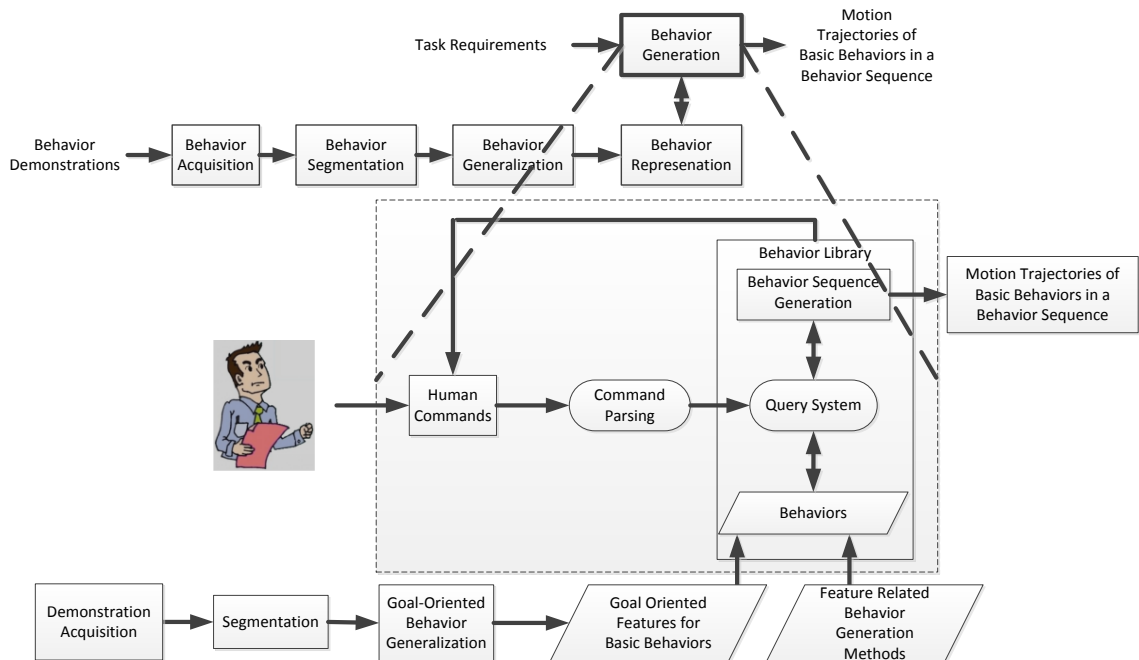 Task Requirements
Behavior
Generation
Motion
Trajectories of
Basic Behaviors in a
Behavior Sequence
Behavior
Demonstrations
Behavior
Acquisition
Behavior
Segmentation
Behavior
Generalization
Behavior
Represenation
Behavior Library
Behavior Sequence
Generation
Motion Trajectories of
Basic Behaviors in a
Behavior Sequence
Human
Commands
Command
Parsing
Query System
Behaviors
Demonstration
Acquisition
Segmentation
Goal-Oriented
Behavior
Generalization
Goal Oriented
Features for
Basic Behaviors
Feature Related
Behavior
Generation
Methods